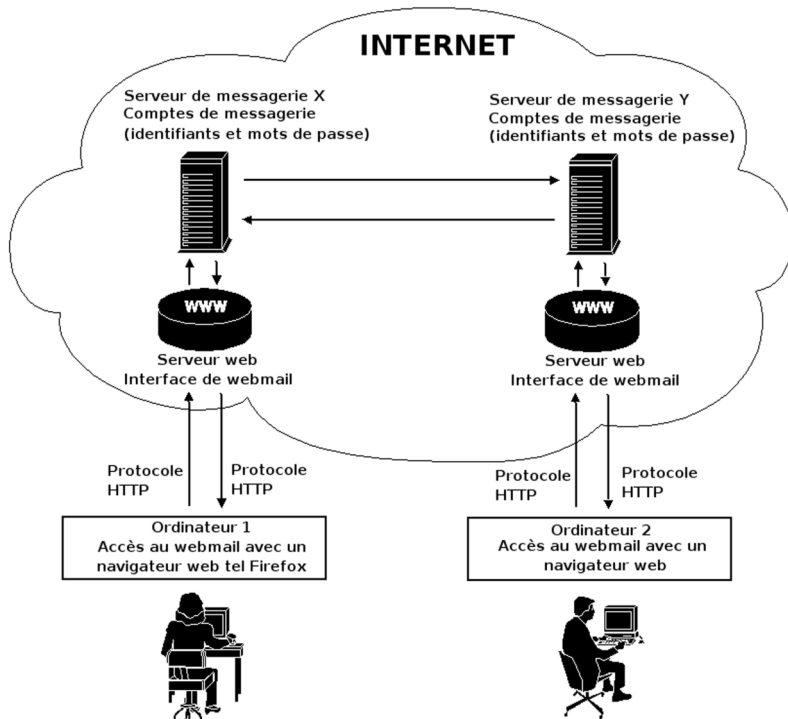 INTERNET
Serveur de messagerie X
Comptes de messagerie
(identifiants et mots de passe)
Serveur de messagerie Y
Comptes de messagerie
(identifiants et mots de passe)
WWW
WWW
Serveur web
Interface de webmail
Serveur web
Interface de webmail
Protocole
HTTP
Protocole
HTTP
Protocole
HTTP
Protocole
HTTP
Ordinateur 1
Accès au webmail avec un
navigateur web tel Firefox
Ordinateur 2
Accès au webmail avec un
navigateur web